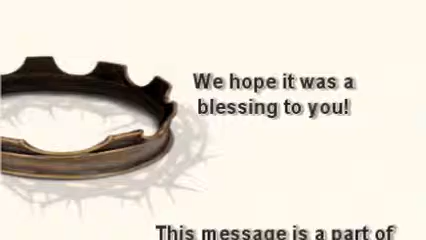 We hope it was a
blessing to you!
This message is a part of